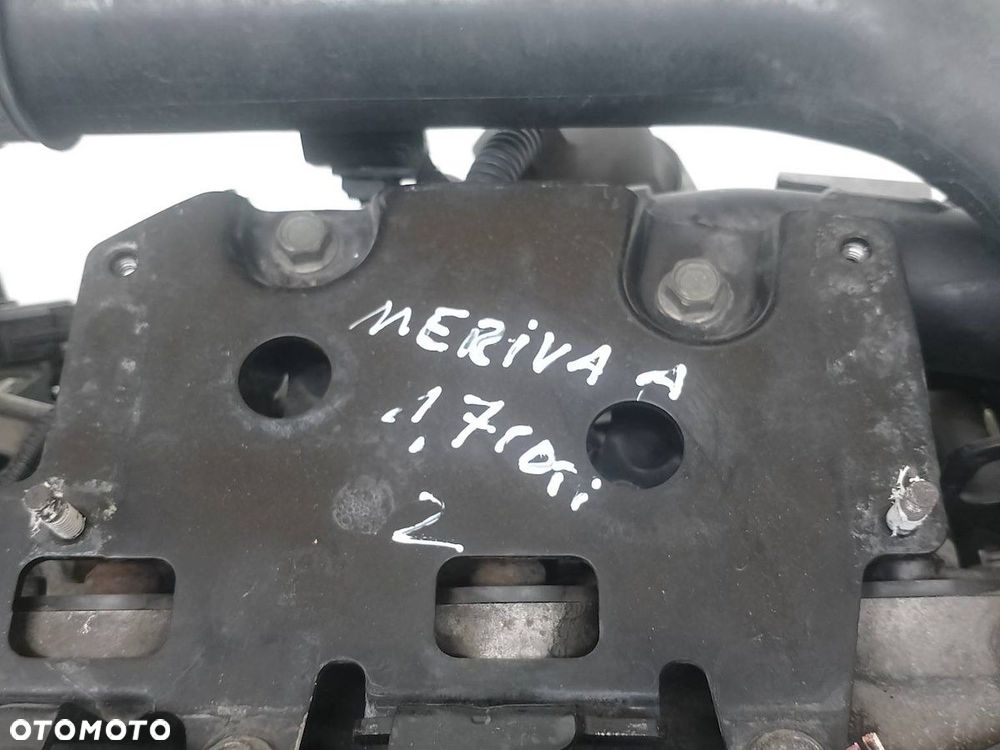 MERiVA A
1.7CDTi
2
OTOMOTO